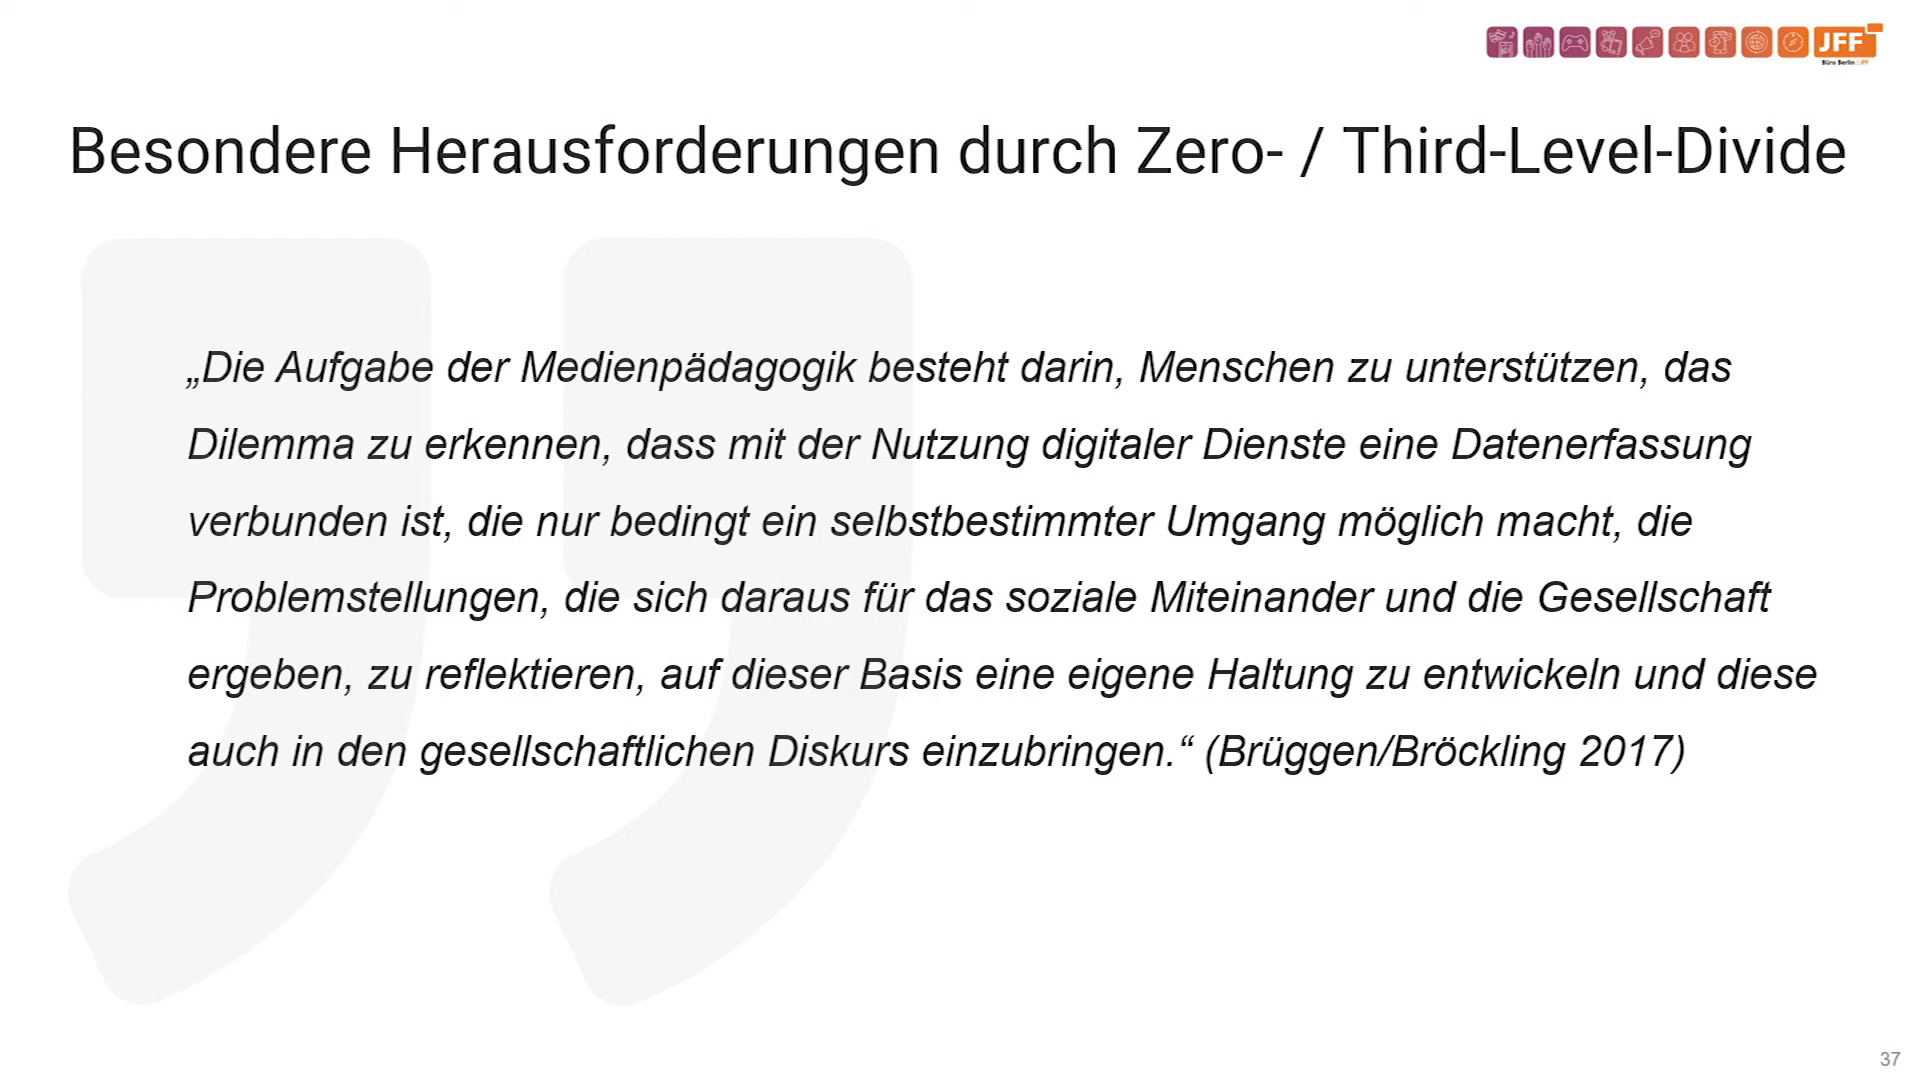 JFF
Büro Berlin | JFF
Besondere Herausforderungen durch Zero- / Third-Level-Divide
„Die Aufgabe der Medienpädagogik besteht darin, Menschen zu unterstützen, das
Dilemma zu erkennen, dass mit der Nutzung digitaler Dienste eine Datenerfassung
verbunden ist, die nur bedingt ein selbstbestimmter Umgang möglich macht, die
Problemstellungen, die sich daraus für das soziale Miteinander und die Gesellschaft
ergeben, zu reflektieren, auf dieser Basis eine eigene Haltung zu entwickeln und diese
auch in den gesellschaftlichen Diskurs einzubringen.“ (Brüggen/Bröckling 2017)
37